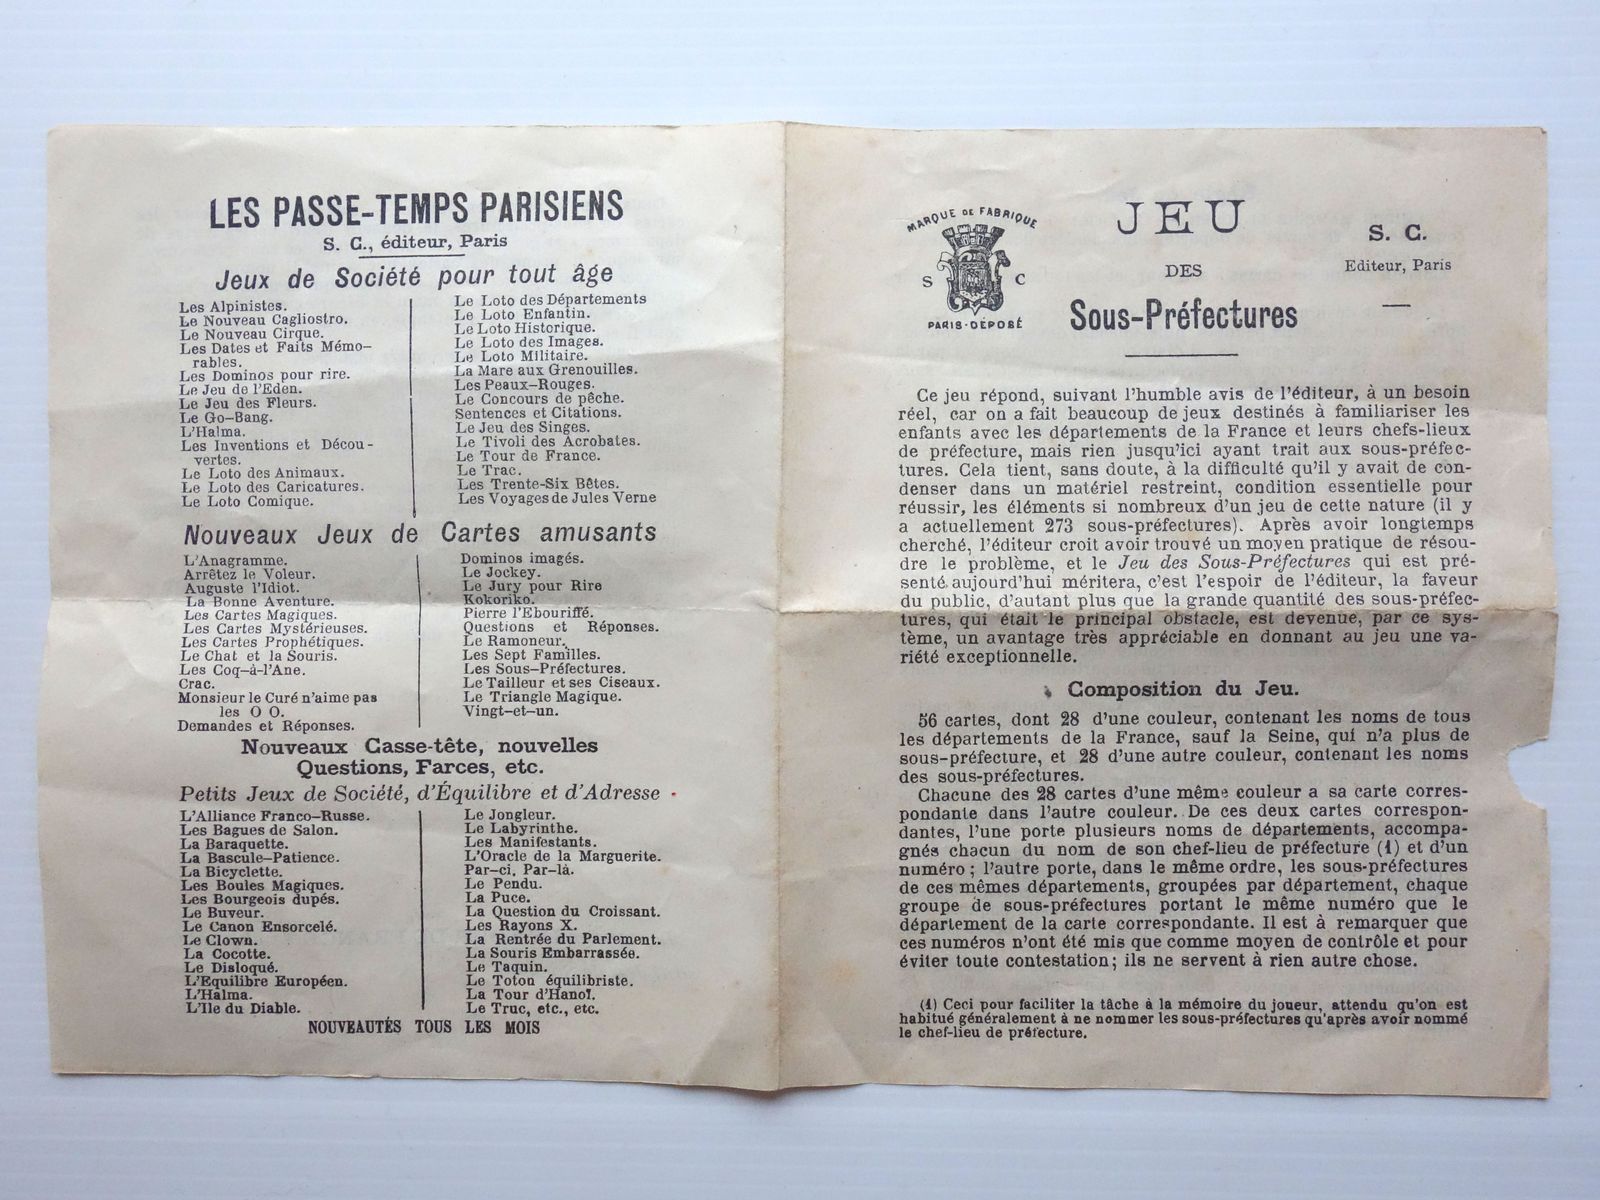 LES PASSE-TEMPS PARISIENS
S. C., éditeur, Paris
Jeux de Société pour tout âge
Les Alpinistes.
Le Nouveau Cagliostro.
Le Nouveau Cirque.
Les Dates et Faits Mémo-
rables.
Les Dominos pour rire.
Le Jeu de l'Eden.
Le Jeu des Fleurs.
Le Go-Bang.
L'Halma.
Les Inventions et Décou-
vertes.
Le Loto des Animaux.
Le Loto des Caricatures.
Le Loto Comique.
Le Loto des Départements
Le Loto Enfantin.
Le Loto Historique.
Le Loto des Images.
Le Loto Militaire.
La Mare aux Grenouilles.
Les Peaux-Rouges.
Le Concours de pêche.
Sentences et Citations.
Le Jeu des Singes.
Le Tivoli des Acrobates.
Le Tour de France.
Le Trac.
Les Trente-Six Bêtes.
Les Voyages de Jules Verne
Nouveaux Jeux de Cartes amusants
L'Anagramme.
Arrêtez le Voleur.
Auguste l'Idiot.
La Bonne Aventure.
Les Cartes Magiques.
Les Cartes Mystérieuses.
Les Cartes Prophétiques.
Le Chat et la Souris.
Les Coq-à-l'Ane.
Crac.
Monsieur le Curé n'aime pas
les O O.
Demandes et Réponses.
Dominos imagés.
Le Jockey.
Le Jury pour Rire
Kokoriko.
Pierre l'Ebouriffé.
Questions et Réponses.
Le Ramoneur.
Les Sept Familles.
Les Sous-Préfectures.
Le Tailleur et ses Ciseaux.
Le Triangle Magique.
Vingt-et-un.
Nouveaux Casse-tête, nouvelles
Questions, Farces, etc.
Petits Jeux de Société, d'Équilibre et d'Adresse
L'Alliance Franco-Russe.
Les Bagues de Salon.
La Baraquette.
La Bascule-Patience.
La Bicyclette.
Les Boules Magiques.
Les Bourgeois dupés.
Le Buveur.
Le Canon Ensorcelé.
Le Clown.
La Cocotte.
Le Disloqué.
L'Equilibre Européen.
L'Halma.
L'Ile du Diable.
Le Jongleur.
Le Labyrinthe.
Les Manifestants.
L'Oracle de la Marguerite.
Par-ci, Par-là.
Le Pendu.
La Puce.
La Question du Croissant.
Les Rayons X.
La Rentrée du Parlement.
La Souris Embarrassée.
Le Taquin.
Le Toton équilibriste.
La Tour d'Hanoï.
Le Truc, etc., etc.
NOUVEAUTÉS TOUS LES MOIS
MARQUE DE FABRIQUE
S C
PARIS-DÉPOSÉ
JEU
DES
Sous-Préfectures
S. C.
Editeur, Paris
Ce jeu répond, suivant l'humble avis de l'éditeur, à un besoin
réel, car on a fait beaucoup de jeux destinés à familiariser les
enfants avec les départements de la France et leurs chefs-lieux
de préfecture, mais rien jusqu'ici ayant trait aux sous-préfec-
tures. Cela tient, sans doute, à la difficulté qu'il y avait de con-
denser dans un matériel restreint, condition essentielle pour
réussir, les éléments si nombreux d'un jeu de cette nature (il y
a actuellement 273 sous-préfectures). Après avoir longtemps
cherché, l'éditeur croit avoir trouvé un moyen pratique de résou-
dre le problème, et le Jeu des Sous-Préfectures qui est pré-
senté aujourd'hui méritera, c'est l'espoir de l'éditeur, la faveur
du public, d'autant plus que la grande quantité des sous-préfec-
tures, qui était le principal obstacle, est devenue, par ce sys-
tème, un avantage très appréciable en donnant au jeu une va-
riété exceptionnelle.
Composition du Jeu.
56 cartes, dont 28 d'une couleur, contenant les noms de tous
les départements de la France, sauf la Seine, qui n'a plus de
sous-préfecture, et 28 d'une autre couleur, contenant les noms
des sous-préfectures.
Chacune des 28 cartes d'une même couleur a sa carte corres-
pondante dans l'autre couleur. De ces deux cartes correspon-
dantes, l'une porte plusieurs noms de départements, accompa-
gnés chacun du nom de son chef-lieu de préfecture (1) et d'un
numéro ; l'autre porte, dans le même ordre, les sous-préfectures
de ces mêmes départements, groupées par département, chaque
groupe de sous-préfectures portant le même numéro que le
département de la carte correspondante. Il est à remarquer que
ces numéros n'ont été mis que comme moyen de contrôle et pour
éviter toute contestation; ils ne servent à rien autre chose.
(1) Ceci pour faciliter la tâche à la mémoire du joueur, attendu qu'on est
habitué généralement à ne nommer les sous-préfectures qu'après avoir nommé
le chef-lieu de préfecture.